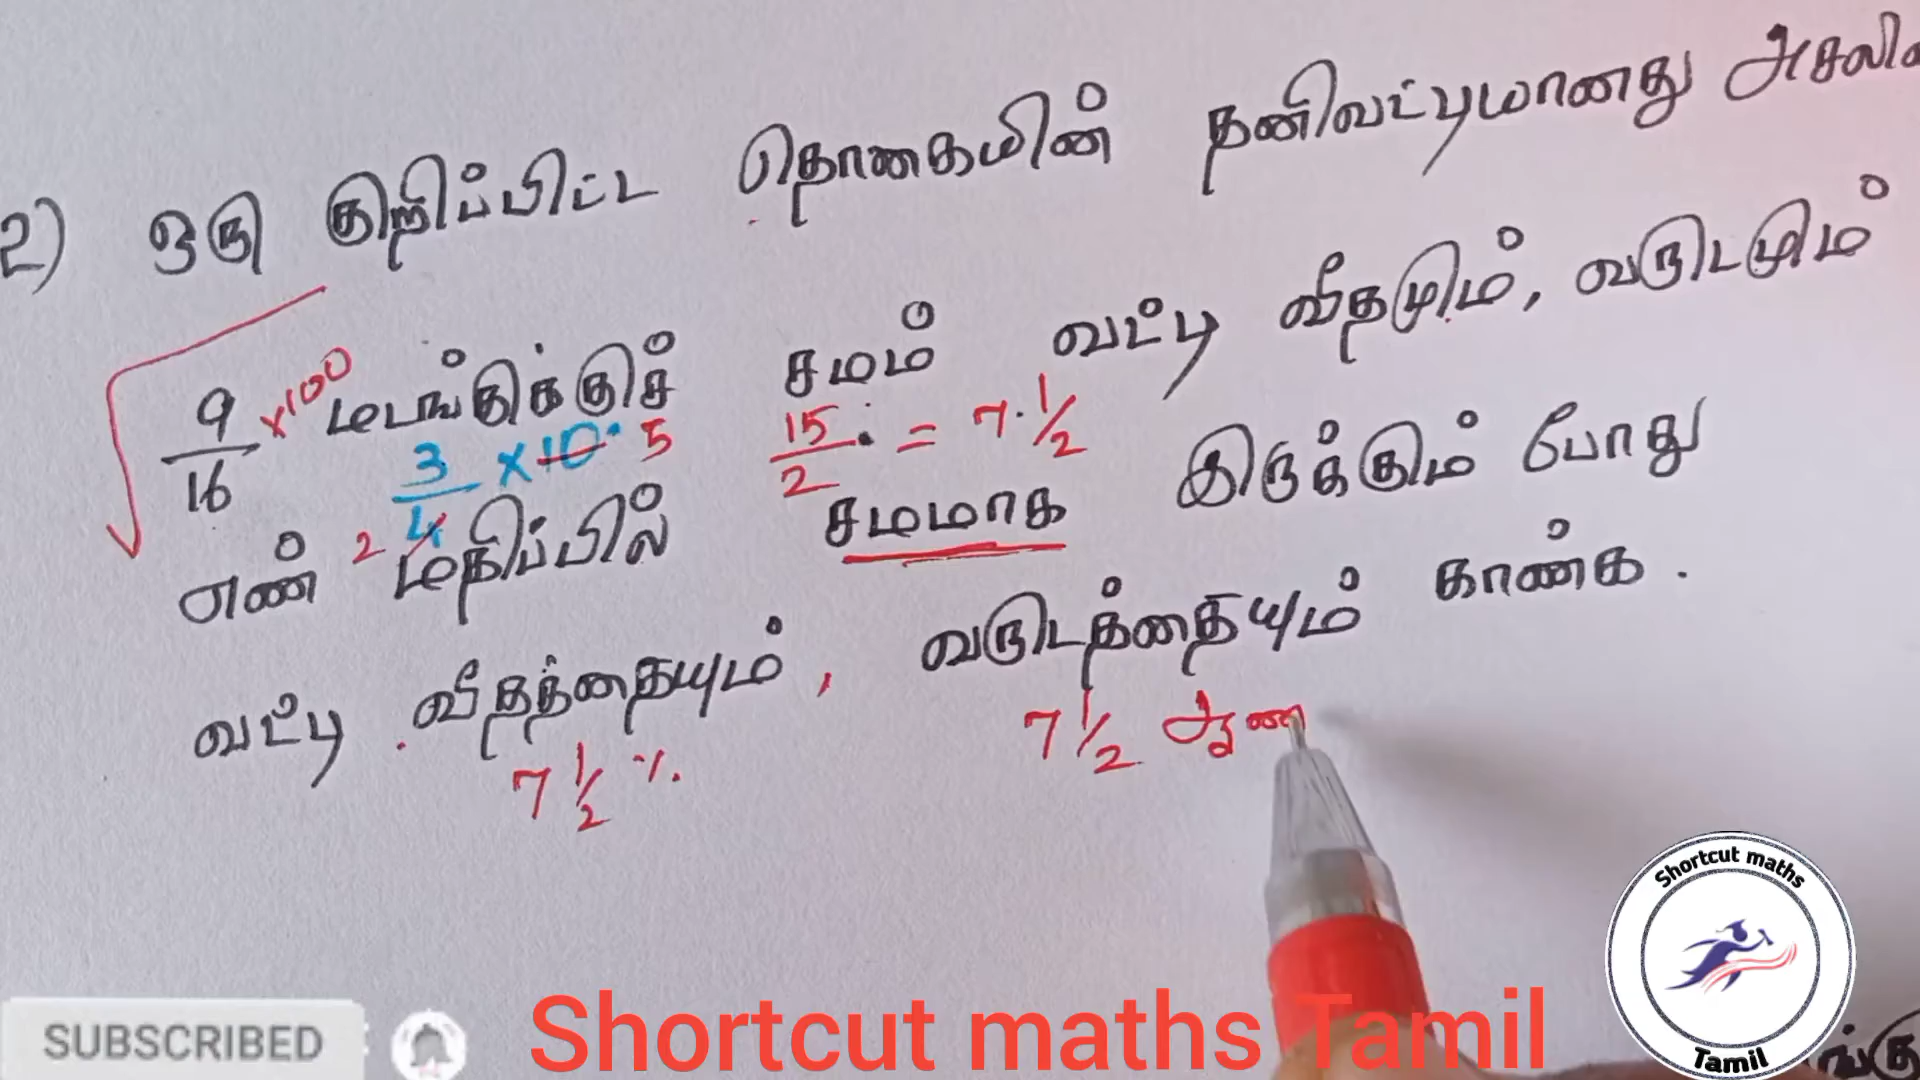 2) ஒரு குறிப்பிட்ட தொகையின் தனிவட்டியானது அசலின்
9/16 ×100 மடங்கிக்குச் சமம் வட்டி வீதமும், வருடமும்
3/4 × 10 5 2 15/2 = 7 1/2
எண் மதிப்பில் சமமாக இருக்கும் போது
வட்டி வீதத்தையும், வருடத்தையும் காண்க.
7 1/2 % 7 1/2 ஆண
SUBSCRIBED
Shortcut maths Tamil
Shortcut maths
Tamil